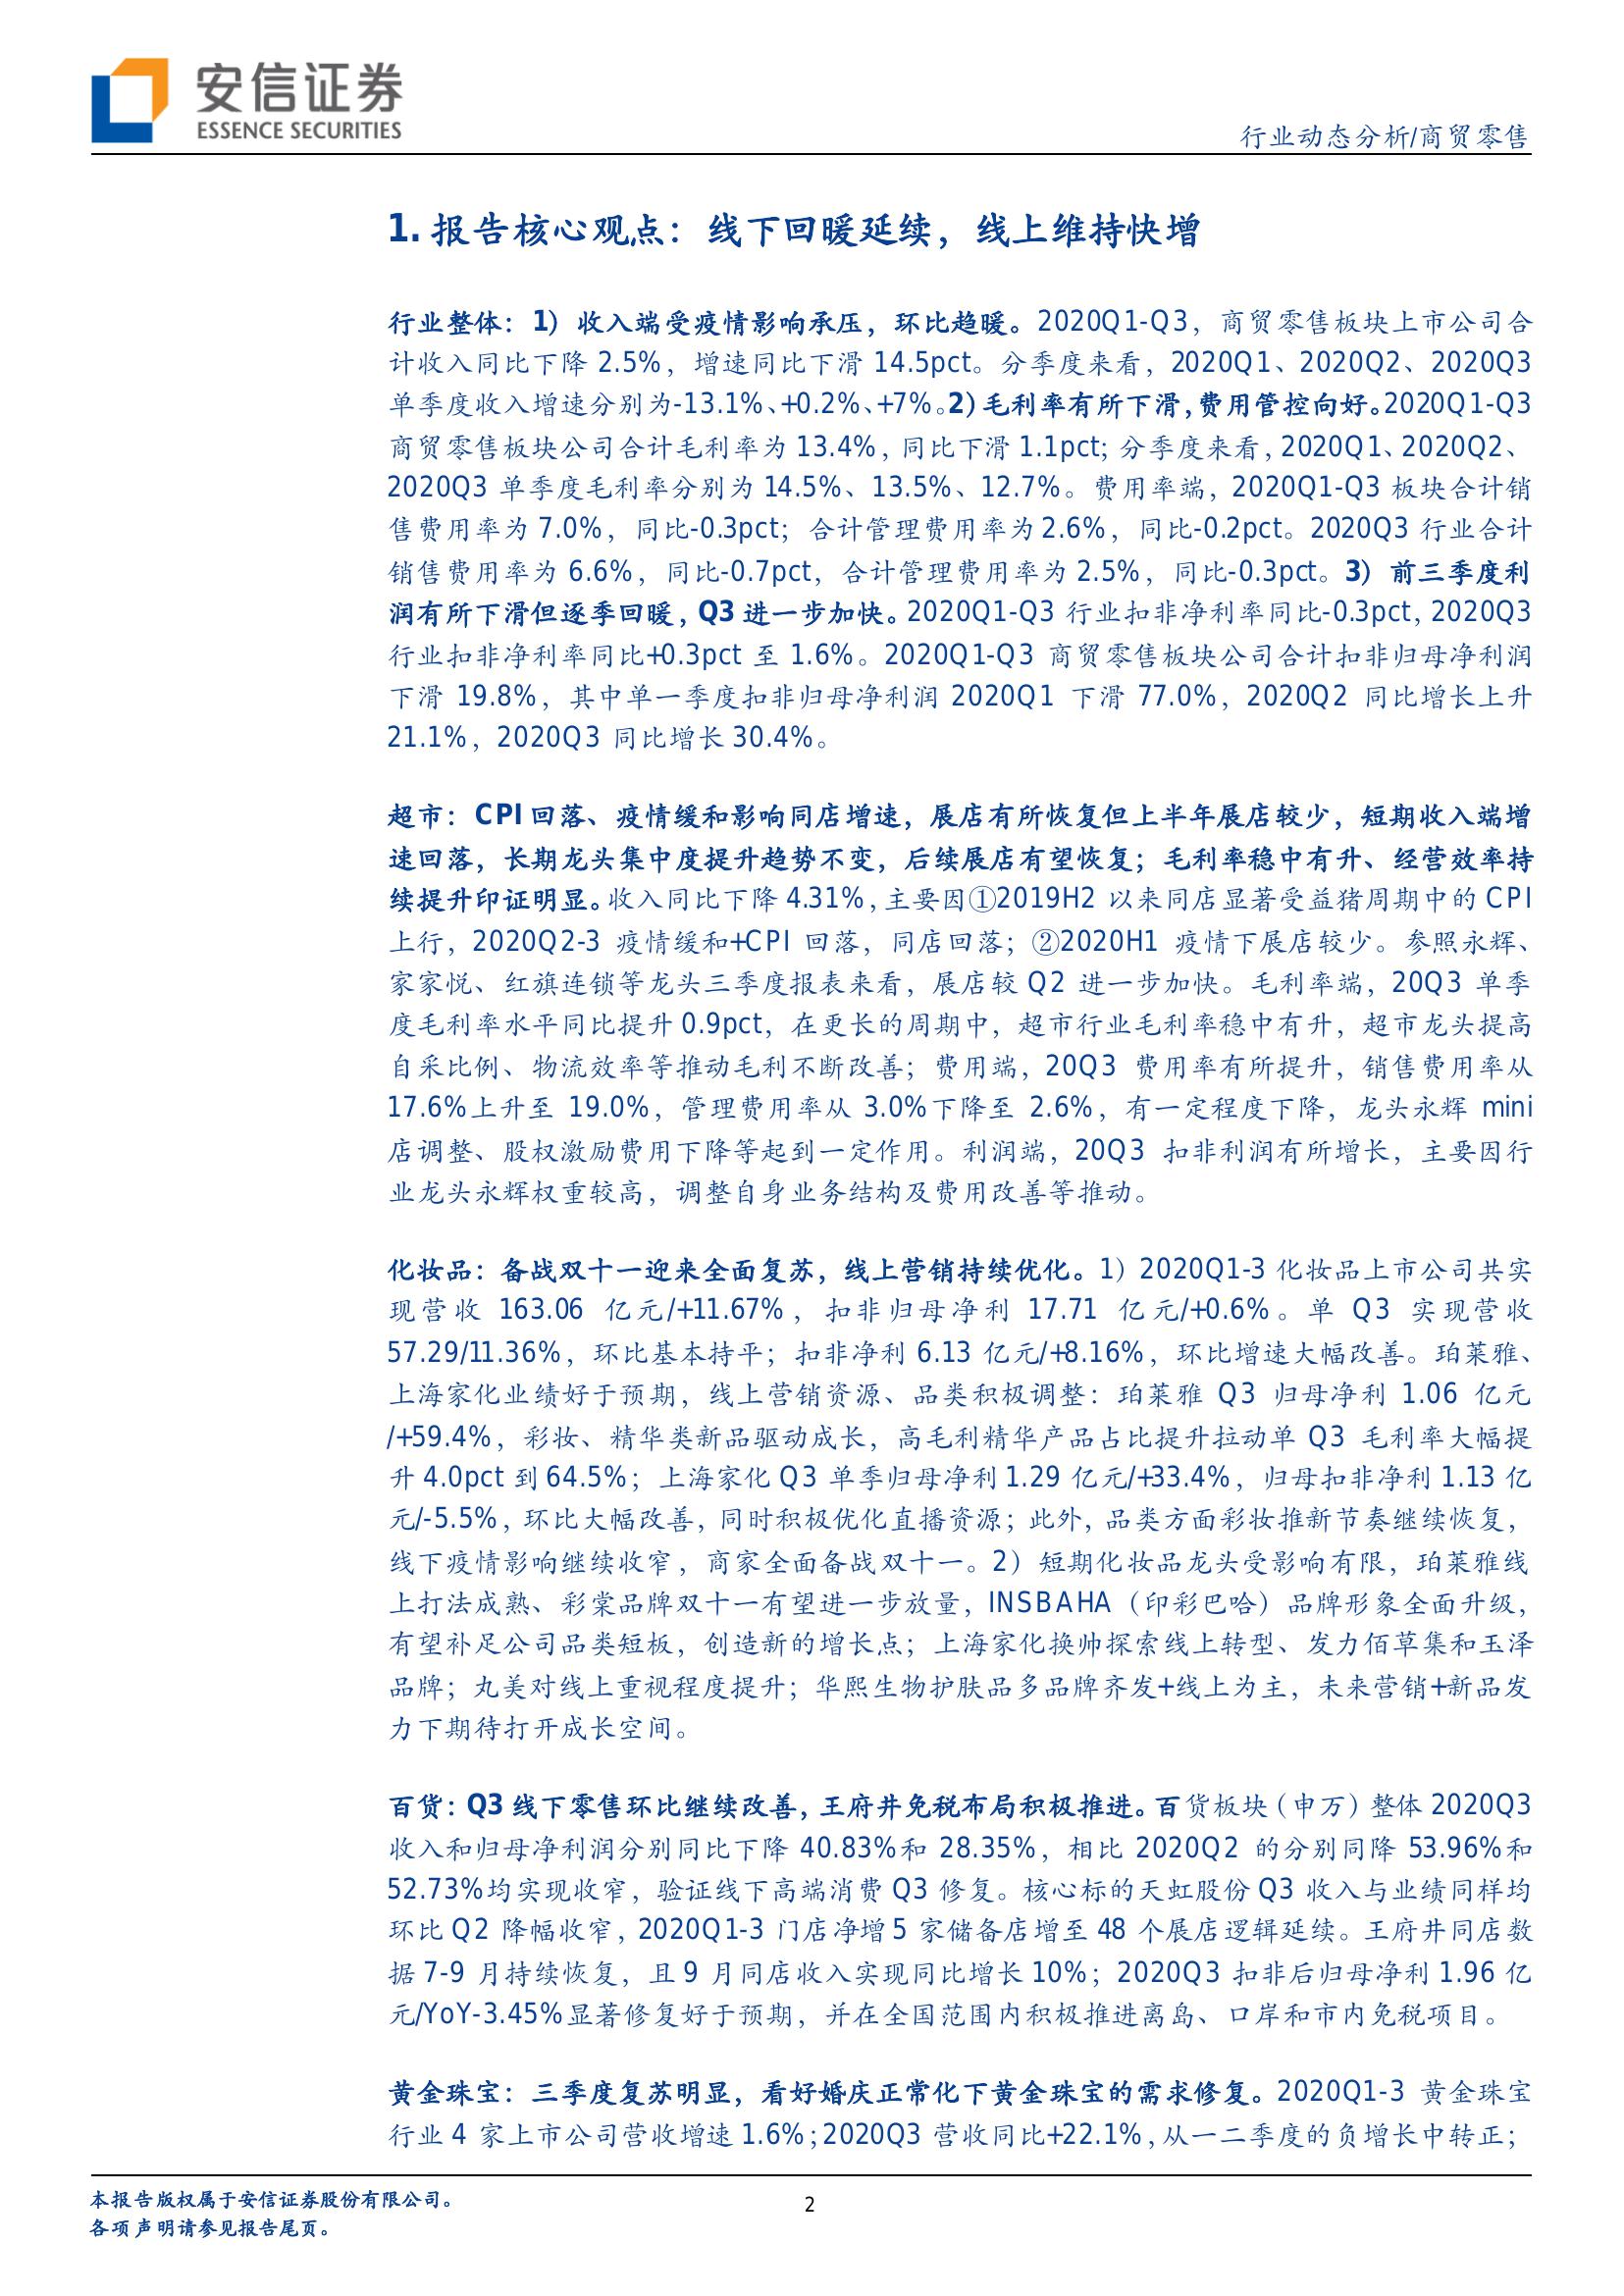 安信证券
ESSENCE SECURITIES
行业动态分析/商贸零售
1. 报告核心观点：线下回暖延续，线上维持快增
行业整体：1）收入端受疫情影响承压，环比趋暖。2020Q1-Q3，商贸零售板块上市公司合
计收入同比下降 2.5%，增速同比下滑 14.5pct。分季度来看，2020Q1、2020Q2、2020Q3
单季度收入增速分别为-13.1%、+0.2%、+7%。2）毛利率有所下滑，费用管控向好。2020Q1-Q3
商贸零售板块公司合计毛利率为 13.4%，同比下滑 1.1pct；分季度来看，2020Q1、2020Q2、
2020Q3 单季度毛利率分别为 14.5%、13.5%、12.7%。费用率端，2020Q1-Q3 板块合计销
售费用率为 7.0%，同比-0.3pct；合计管理费用率为 2.6%，同比-0.2pct。2020Q3 行业合计
销售费用率为 6.6%，同比-0.7pct，合计管理费用率为 2.5%，同比-0.3pct。3）前三季度利
润有所下滑但逐季回暖，Q3 进一步加快。2020Q1-Q3 行业扣非净利率同比-0.3pct，2020Q3
行业扣非净利率同比+0.3pct 至 1.6%。2020Q1-Q3 商贸零售板块公司合计扣非归母净利润
下滑 19.8%，其中单一季度扣非归母净利润 2020Q1 下滑 77.0%，2020Q2 同比增长上升
21.1%，2020Q3 同比增长 30.4%。
超市：CPI 回落、疫情缓和影响同店增速，展店有所恢复但上半年展店较少，短期收入端增
速回落，长期龙头集中度提升趋势不变，后续展店有望恢复；毛利率稳中有升、经营效率持
续提升印证明显。收入同比下降 4.31%，主要因①2019H2 以来同店显著受益猪周期中的 CPI
上行，2020Q2-3 疫情缓和+CPI 回落，同店回落；②2020H1 疫情下展店较少。参照永辉、
家家悦、红旗连锁等龙头三季度报表来看，展店较 Q2 进一步加快。毛利率端，20Q3 单季
度毛利率水平同比提升 0.9pct，在更长的周期中，超市行业毛利率稳中有升，超市龙头提高
自采比例、物流效率等推动毛利不断改善；费用端，20Q3 费用率有所提升，销售费用率从
17.6%上升至 19.0%，管理费用率从 3.0%下降至 2.6%，有一定程度下降，龙头永辉 mini
店调整、股权激励费用下降等起到一定作用。利润端，20Q3 扣非利润有所增长，主要因行
业龙头永辉权重较高，调整自身业务结构及费用改善等推动。
化妆品：备战双十一迎来全面复苏，线上营销持续优化。1）2020Q1-3 化妆品上市公司共实
现营收 163.06 亿元/+11.67%，扣非归母净利 17.71 亿元/+0.6%。单 Q3 实现营收
57.29/11.36%，环比基本持平；扣非净利 6.13 亿元/+8.16%，环比增速大幅改善。珀莱雅、
上海家化业绩好于预期，线上营销资源、品类积极调整：珀莱雅 Q3 归母净利 1.06 亿元
/+59.4%，彩妆、精华类新品驱动成长，高毛利精华产品占比提升拉动单 Q3 毛利率大幅提
升 4.0pct 到 64.5%；上海家化 Q3 单季归母净利 1.29 亿元/+33.4%，归母扣非净利 1.13 亿
元/-5.5%，环比大幅改善，同时积极优化直播资源；此外，品类方面彩妆推新节奏继续恢复，
线下疫情影响继续收窄，商家全面备战双十一。2）短期化妆品龙头受影响有限，珀莱雅线
上打法成熟、彩棠品牌双十一有望进一步放量，INSBAHA（印彩巴哈）品牌形象全面升级，
有望补足公司品类短板，创造新的增长点；上海家化换帅探索线上转型、发力佰草集和玉泽
品牌；丸美对线上重视程度提升；华熙生物护肤品多品牌齐发+线上为主，未来营销+新品发
力下期待打开成长空间。
百货：Q3 线下零售环比继续改善，王府井免税布局积极推进。百货板块（申万）整体 2020Q3
收入和归母净利润分别同比下降 40.83%和 28.35%，相比 2020Q2 的分别同降 53.96%和
52.73%均实现收窄，验证线下高端消费 Q3 修复。核心标的天虹股份 Q3 收入与业绩同样均
环比 Q2 降幅收窄，2020Q1-3 门店净增 5 家储备店增至 48 个展店逻辑延续。王府井同店数
据 7-9 月持续恢复，且 9 月同店收入实现同比增长 10%；2020Q3 扣非后归母净利 1.96 亿
元/YoY-3.45%显著修复好于预期，并在全国范围内积极推进离岛、口岸和市内免税项目。
黄金珠宝：三季度复苏明显，看好婚庆正常化下黄金珠宝的需求修复。2020Q1-3 黄金珠宝
行业 4 家上市公司营收增速 1.6%；2020Q3 营收同比+22.1%，从一二季度的负增长中转正；
本报告版权属于安信证券股份有限公司。
各项声明请参见报告尾页。
2